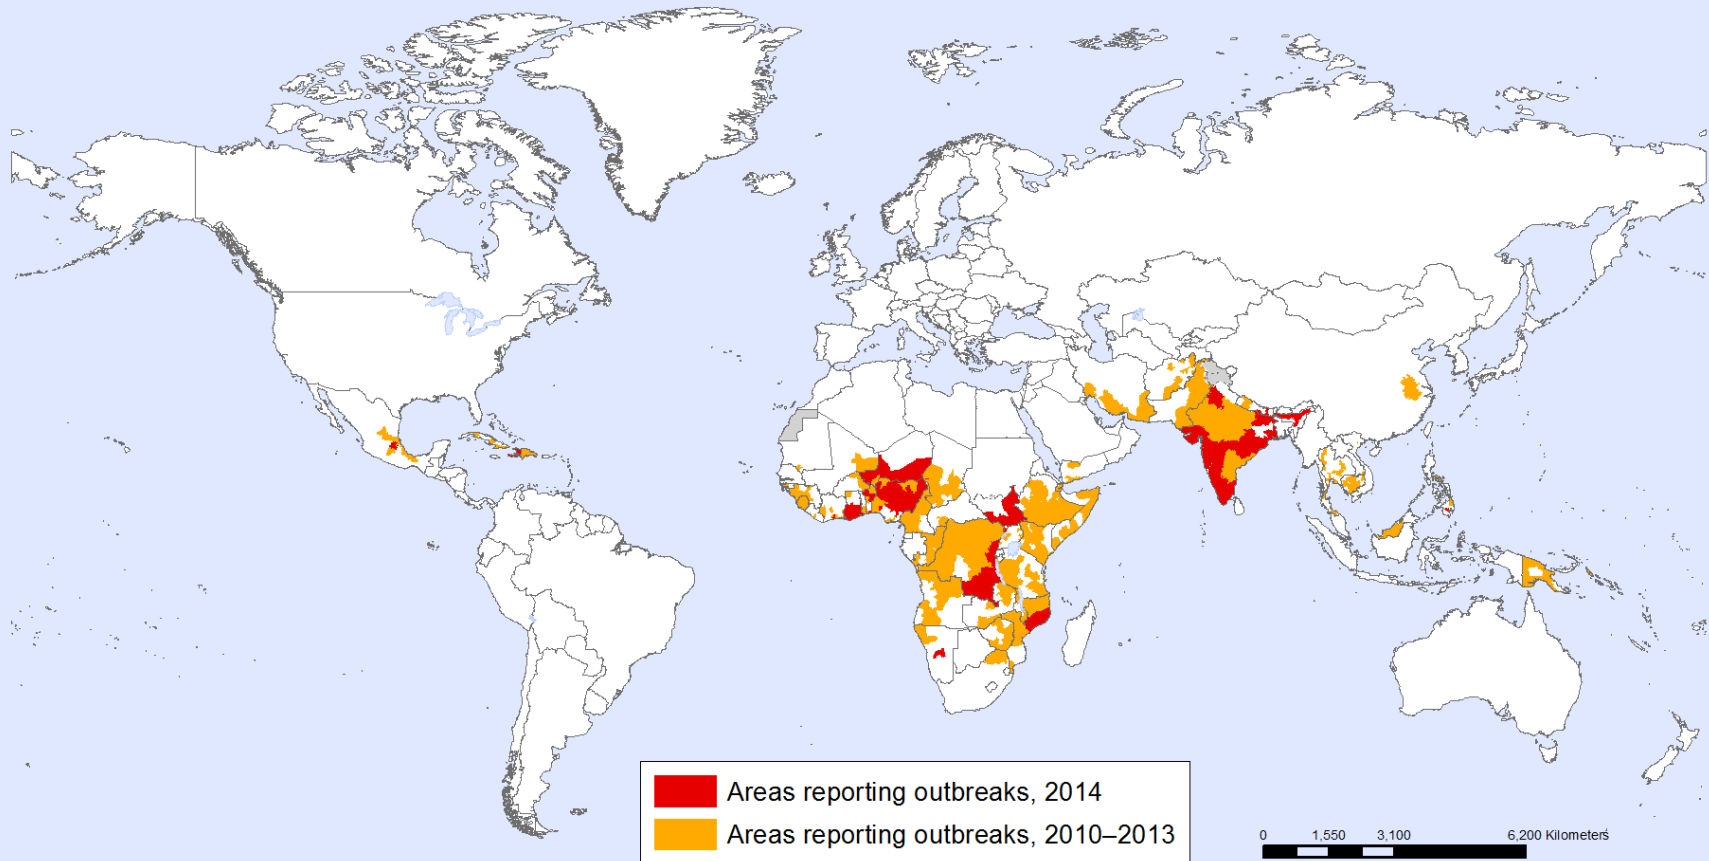 Areas reporting outbreaks, 2014
Areas reporting outbreaks, 2010–2013
0 1,550 3,100 6,200 Kilometers